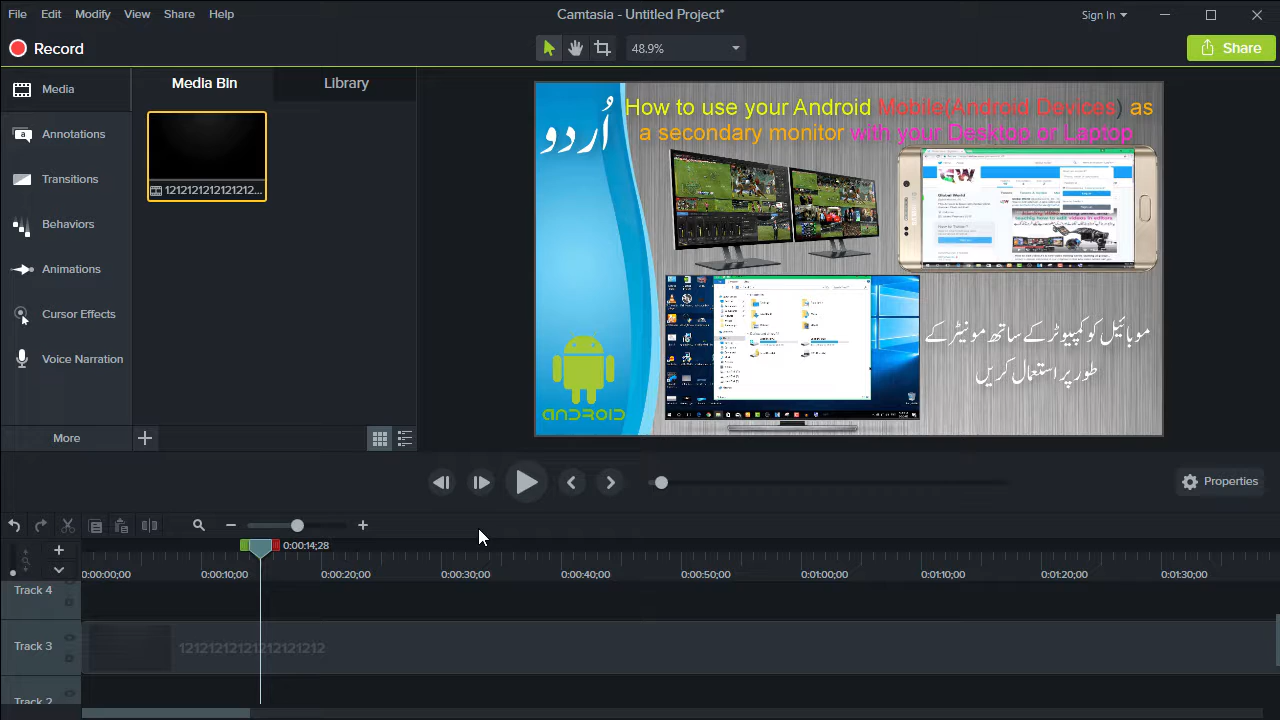 File Edit Modify View Share Help
Camtasia - Untitled Project*
Sign In
Record
48.9%
Share
Media
Media Bin
Library
Annotations
Transitions
Behaviors
Animations
Cursor Effects
Voice Narration
1212121212121212...
More
اُردو
How to use your Android Mobile(Android Devices) as
a secondary monitor with your Desktop or Laptop
موبائیل کو کمپیوٹر کے ساتھ مونیٹر کے
طور پر استعمال کریں
ANDROID
Properties
0:00:14;28
0:00:00;00 0:00:10;00 0:00:20;00 0:00:30;00 0:00:40;00 0:00:50;00 0:01:00;00 0:01:10;00 0:01:20;00 0:01:30;00
Track 4
Track 3
Track 2